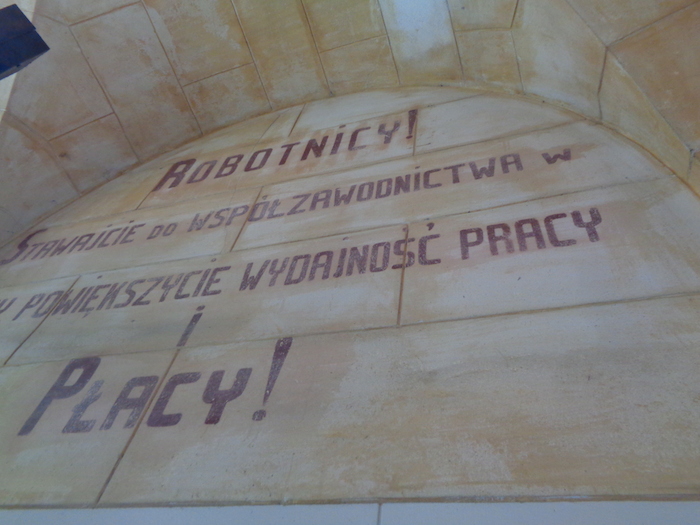 ROBOTNICY!
STAWAJCIE DO WSPÓŁZAWODNICTWA W
POWIĘKSZYCIE WYDAJNOŚĆ PRACY
i
PŁACY!